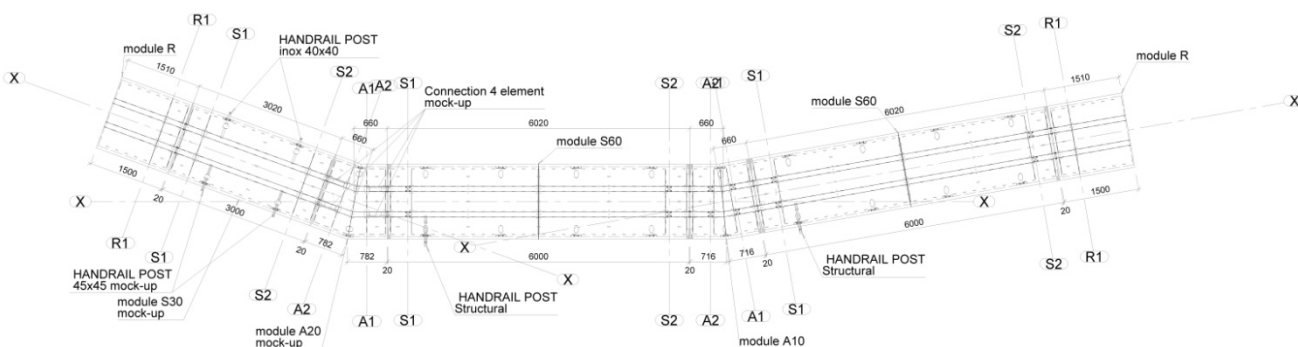 R1
S1
HANDRAIL POST
inox 40x40
module R
1510
X
S2
A1
A2
S1
Connection 4 element
mock-up
3020
660
660
6020
module S60
S2
660
660
S1
module S60
6020
S2
R1
1510
module R
X
1500
20
3000
20
782
X
R1
S1
HANDRAIL POST
45x45 mock-up
module S30
mock-up
S2
A2
module A20
mock-up
782
20
A1
S1
X
X
HANDRAIL POST
Structural
6000
20
716
S2
A2
716
20
A1
S1
module A10
HANDRAIL POST
Structural
X
6000
20
1500
S2
R1